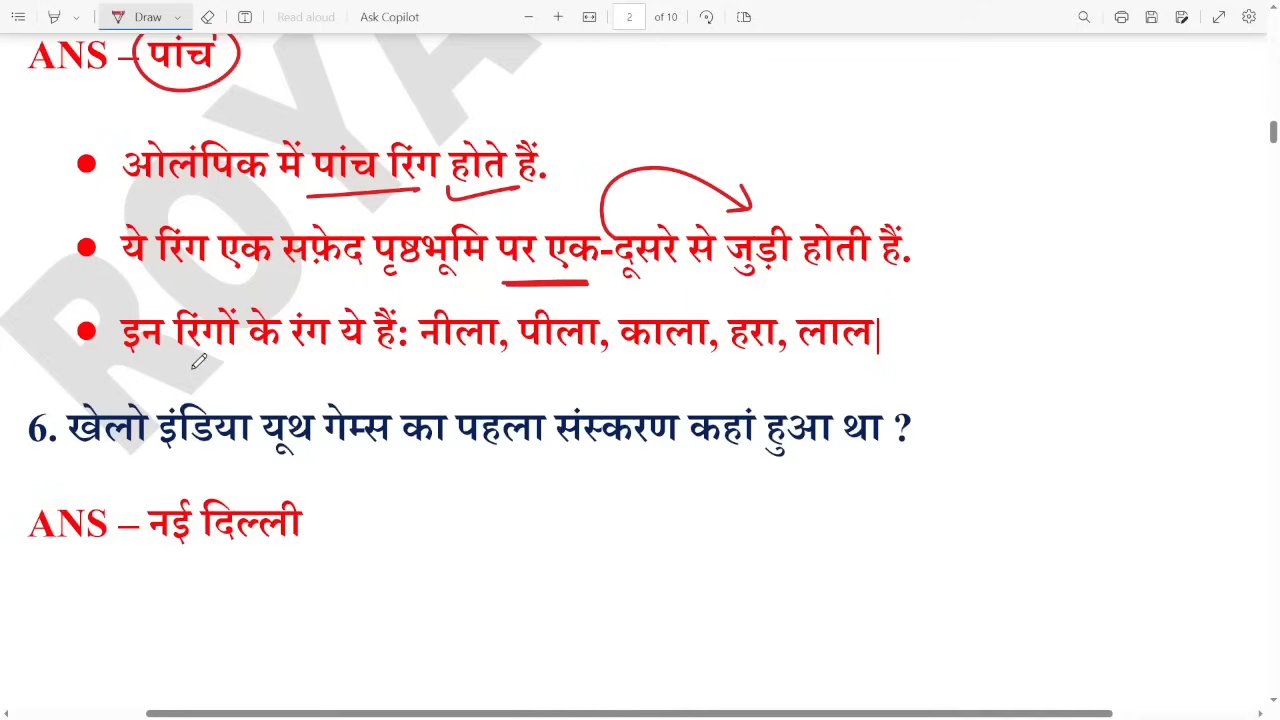 Draw
Read aloud
Ask Copilot
2
of 10
ANS – पांच
• ओलंपिक में पांच रिंग होते हैं.
• ये रिंग एक सफ़ेद पृष्ठभूमि पर एक-दूसरे से जुड़ी होती हैं.
• इन रिंगों के रंग ये हैं: नीला, पीला, काला, हरा, लाल|
6. खेलो इंडिया यूथ गेम्स का पहला संस्करण कहां हुआ था ?
ANS – नई दिल्ली
ROYA